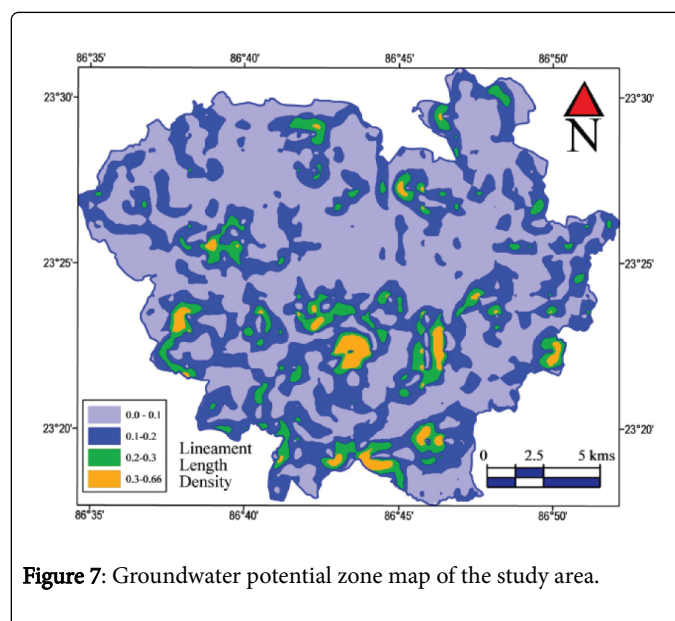 86°35' 86°40' 86°45' 86°50'
23°30' 23°30'
N
23°25' 23°25'
0.0 - 0.1
0.1-0.2
0.2-0.3
0.3-0.66
Lineament
Length
Density
23°20' 23°20'
0 2.5 5 kms
86°35' 86°40' 86°45' 86°50'
Figure 7: Groundwater potential zone map of the study area.